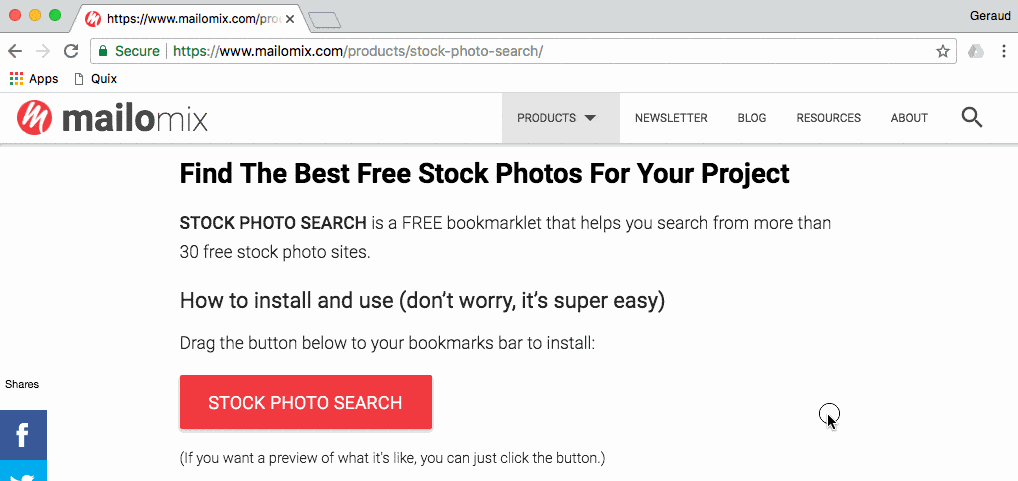 Geraud
https://www.mailomix.com/pro
Secure https://www.mailomix.com/products/stock-photo-search/
Apps Quix
mailomix PRODUCTS NEWSLETTER BLOG RESOURCES ABOUT
Find The Best Free Stock Photos For Your Project
STOCK PHOTO SEARCH is a FREE bookmarklet that helps you search from more than
30 free stock photo sites.
How to install and use (don’t worry, it’s super easy)
Drag the button below to your bookmarks bar to install:
Shares
STOCK PHOTO SEARCH
(If you want a preview of what it's like, you can just click the button.)